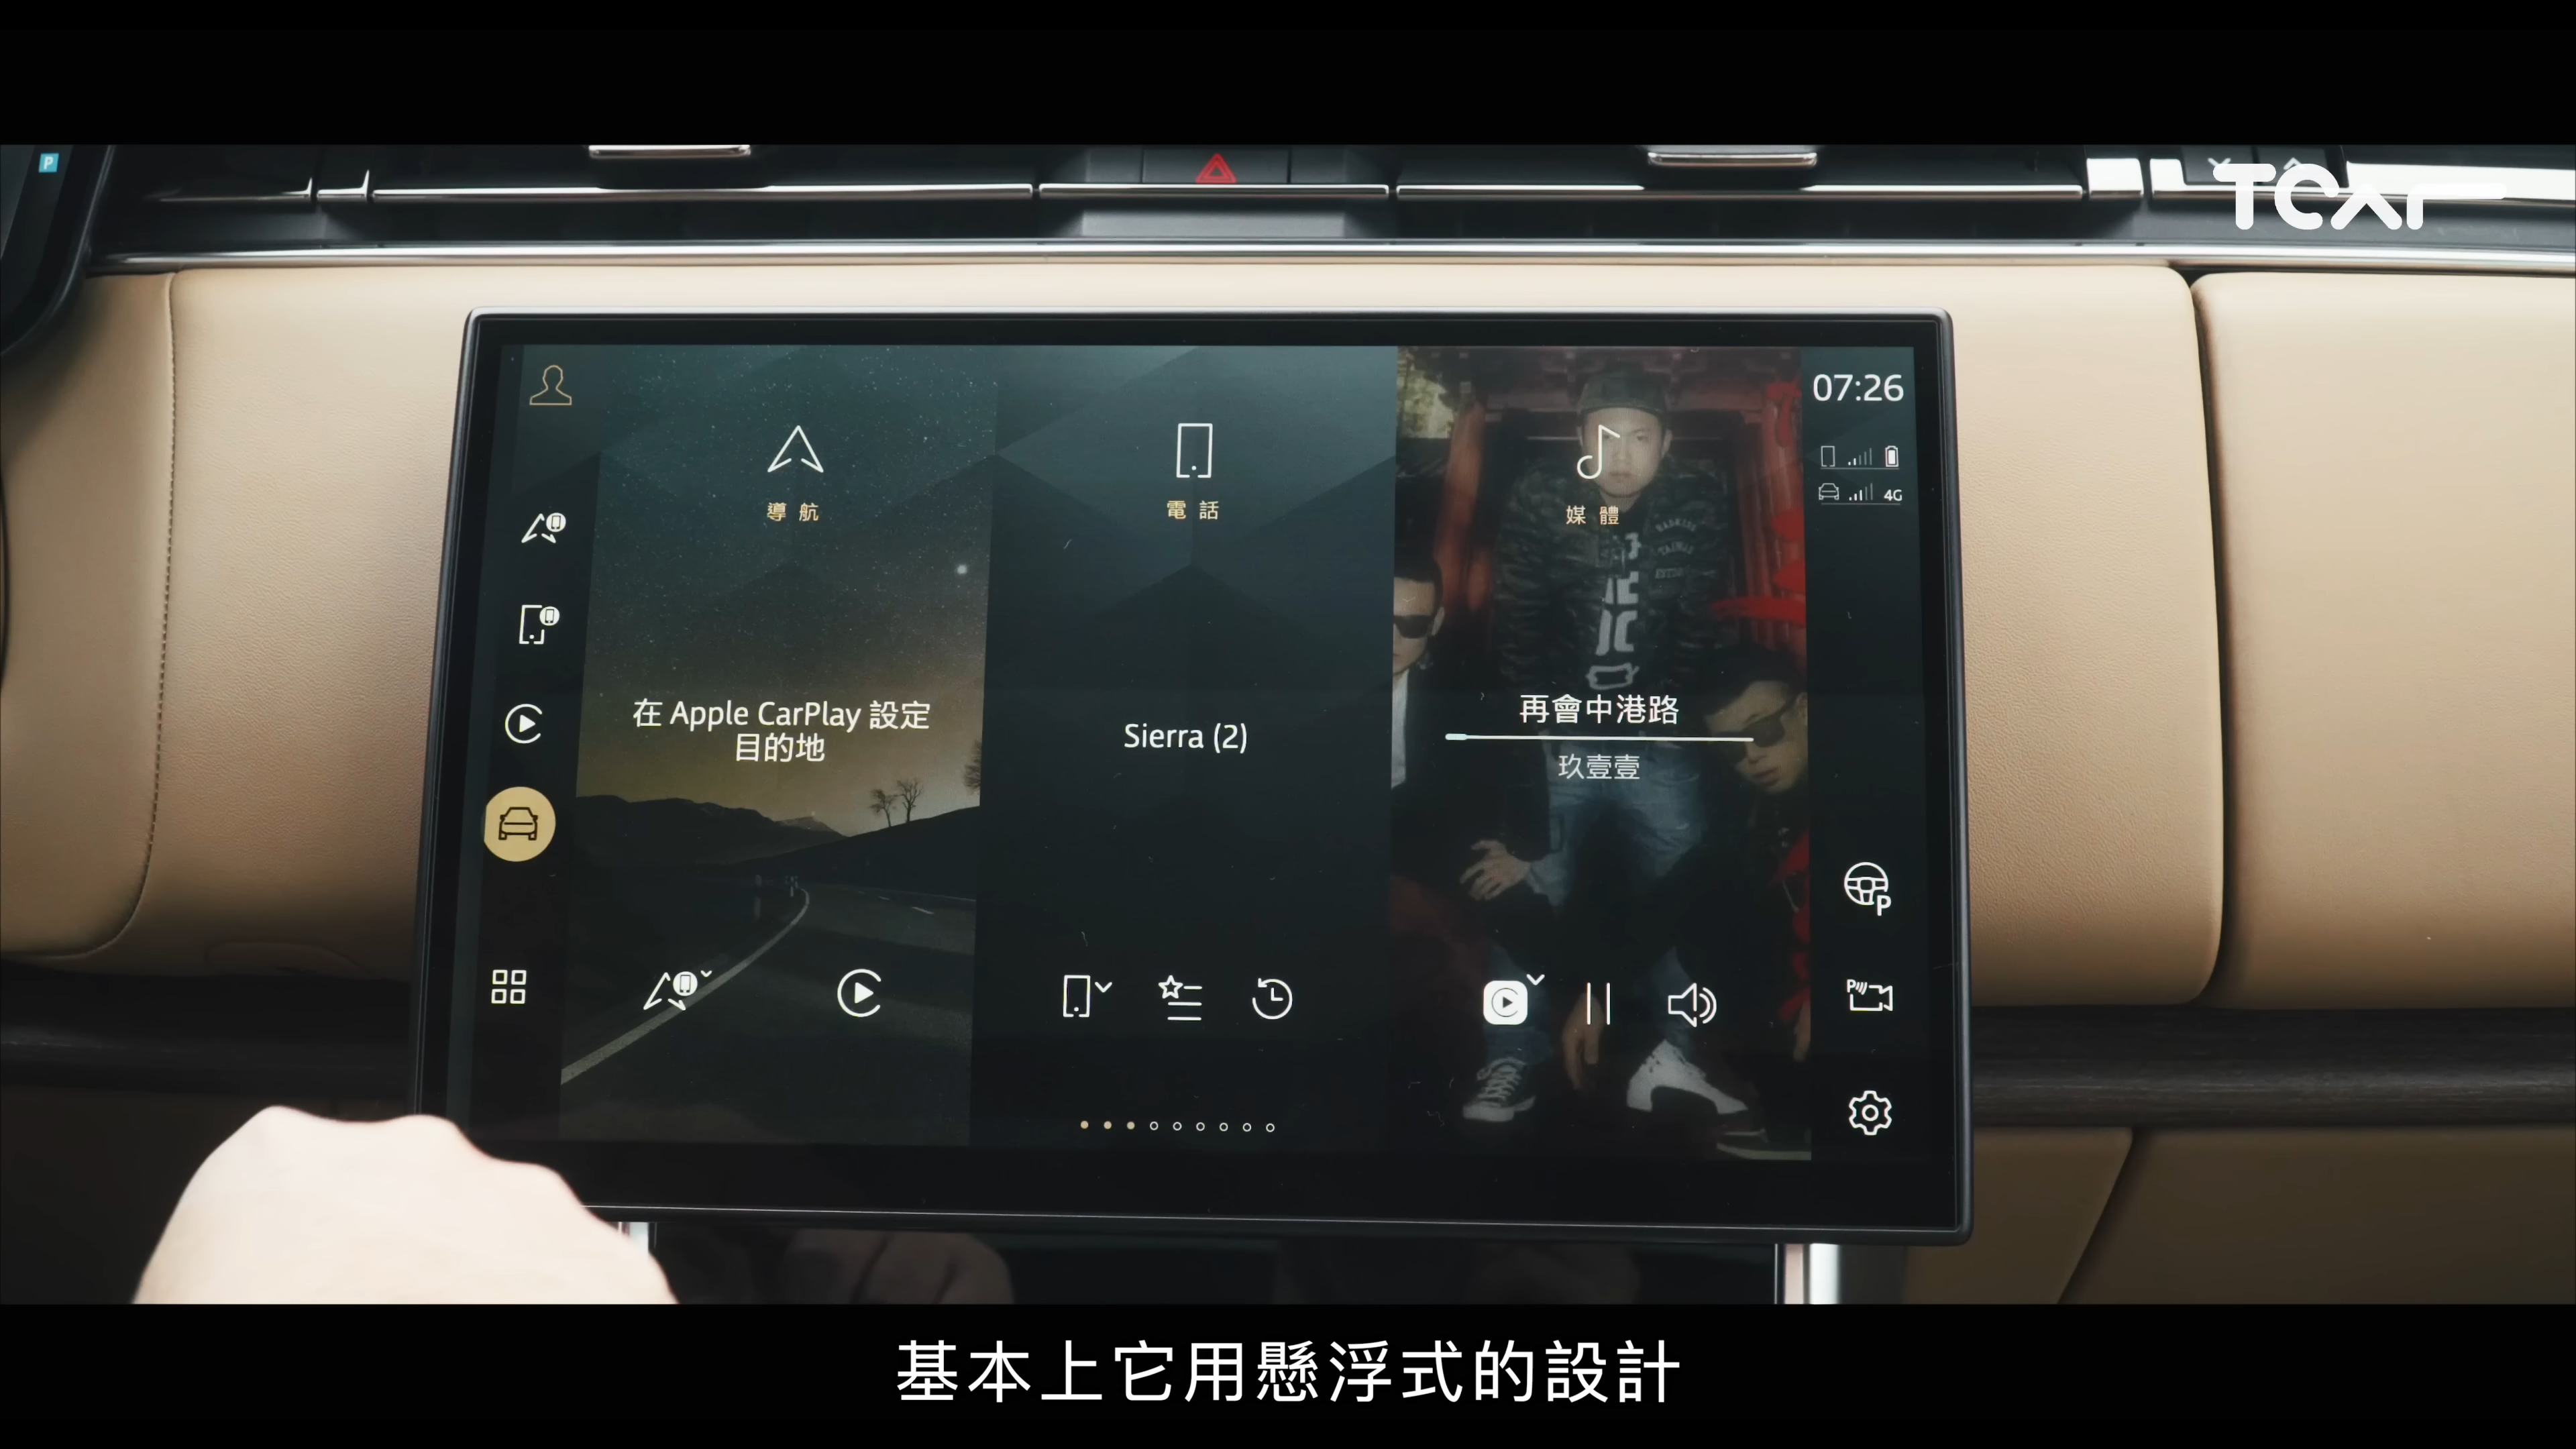 P
TCAR
07:26
4G
導航
電話
媒體
在 Apple CarPlay 設定
目的地
Sierra (2)
再會中港路
玖壹壹
P
P
基本上它用懸浮式的設計